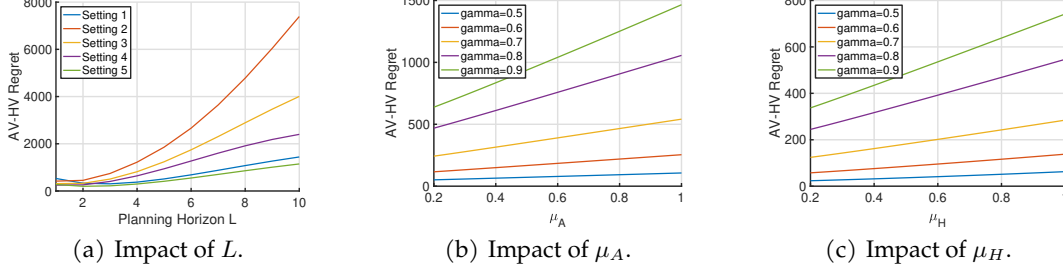 8000
6000
4000
2000
0
AV-HV Regret
Setting 1
Setting 2
Setting 3
Setting 4
Setting 5
2 4 6 8 10
Planning Horizon L
(a) Impact of L.
1500
1000
500
0
AV-HV Regret
gamma=0.5
gamma=0.6
gamma=0.7
gamma=0.8
gamma=0.9
0.2 0.4 0.6 0.8 1
μ_A
(b) Impact of μ_A.
800
600
400
200
0
AV-HV Regret
gamma=0.5
gamma=0.6
gamma=0.7
gamma=0.8
gamma=0.9
0.2 0.4 0.6 0.8
μ_H
(c) Impact of μ_H.